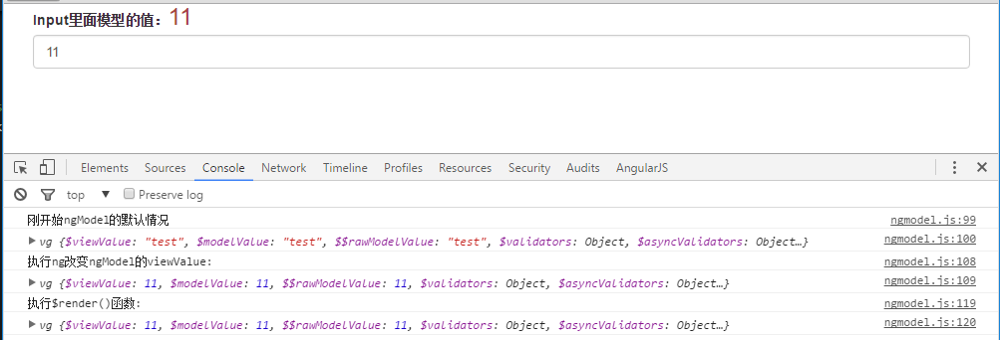 Input里面模型的值：11
11
Elements Sources Console Network Timeline Profiles Resources Security Audits AngularJS
top ▼ Preserve log
刚开始ngModel的默认情况 ngmodel.js:99
▶ vg {$viewValue: "test", $modelValue: "test", $$rawModelValue: "test", $validators: Object, $asyncValidators: Object…} ngmodel.js:100
执行ng改变ngModel的viewValue: ngmodel.js:108
▶ vg {$viewValue: 11, $modelValue: 11, $$rawModelValue: 11, $validators: Object, $asyncValidators: Object…} ngmodel.js:109
执行$render()函数: ngmodel.js:119
▶ vg {$viewValue: 11, $modelValue: 11, $$rawModelValue: 11, $validators: Object, $asyncValidators: Object…} ngmodel.js:120